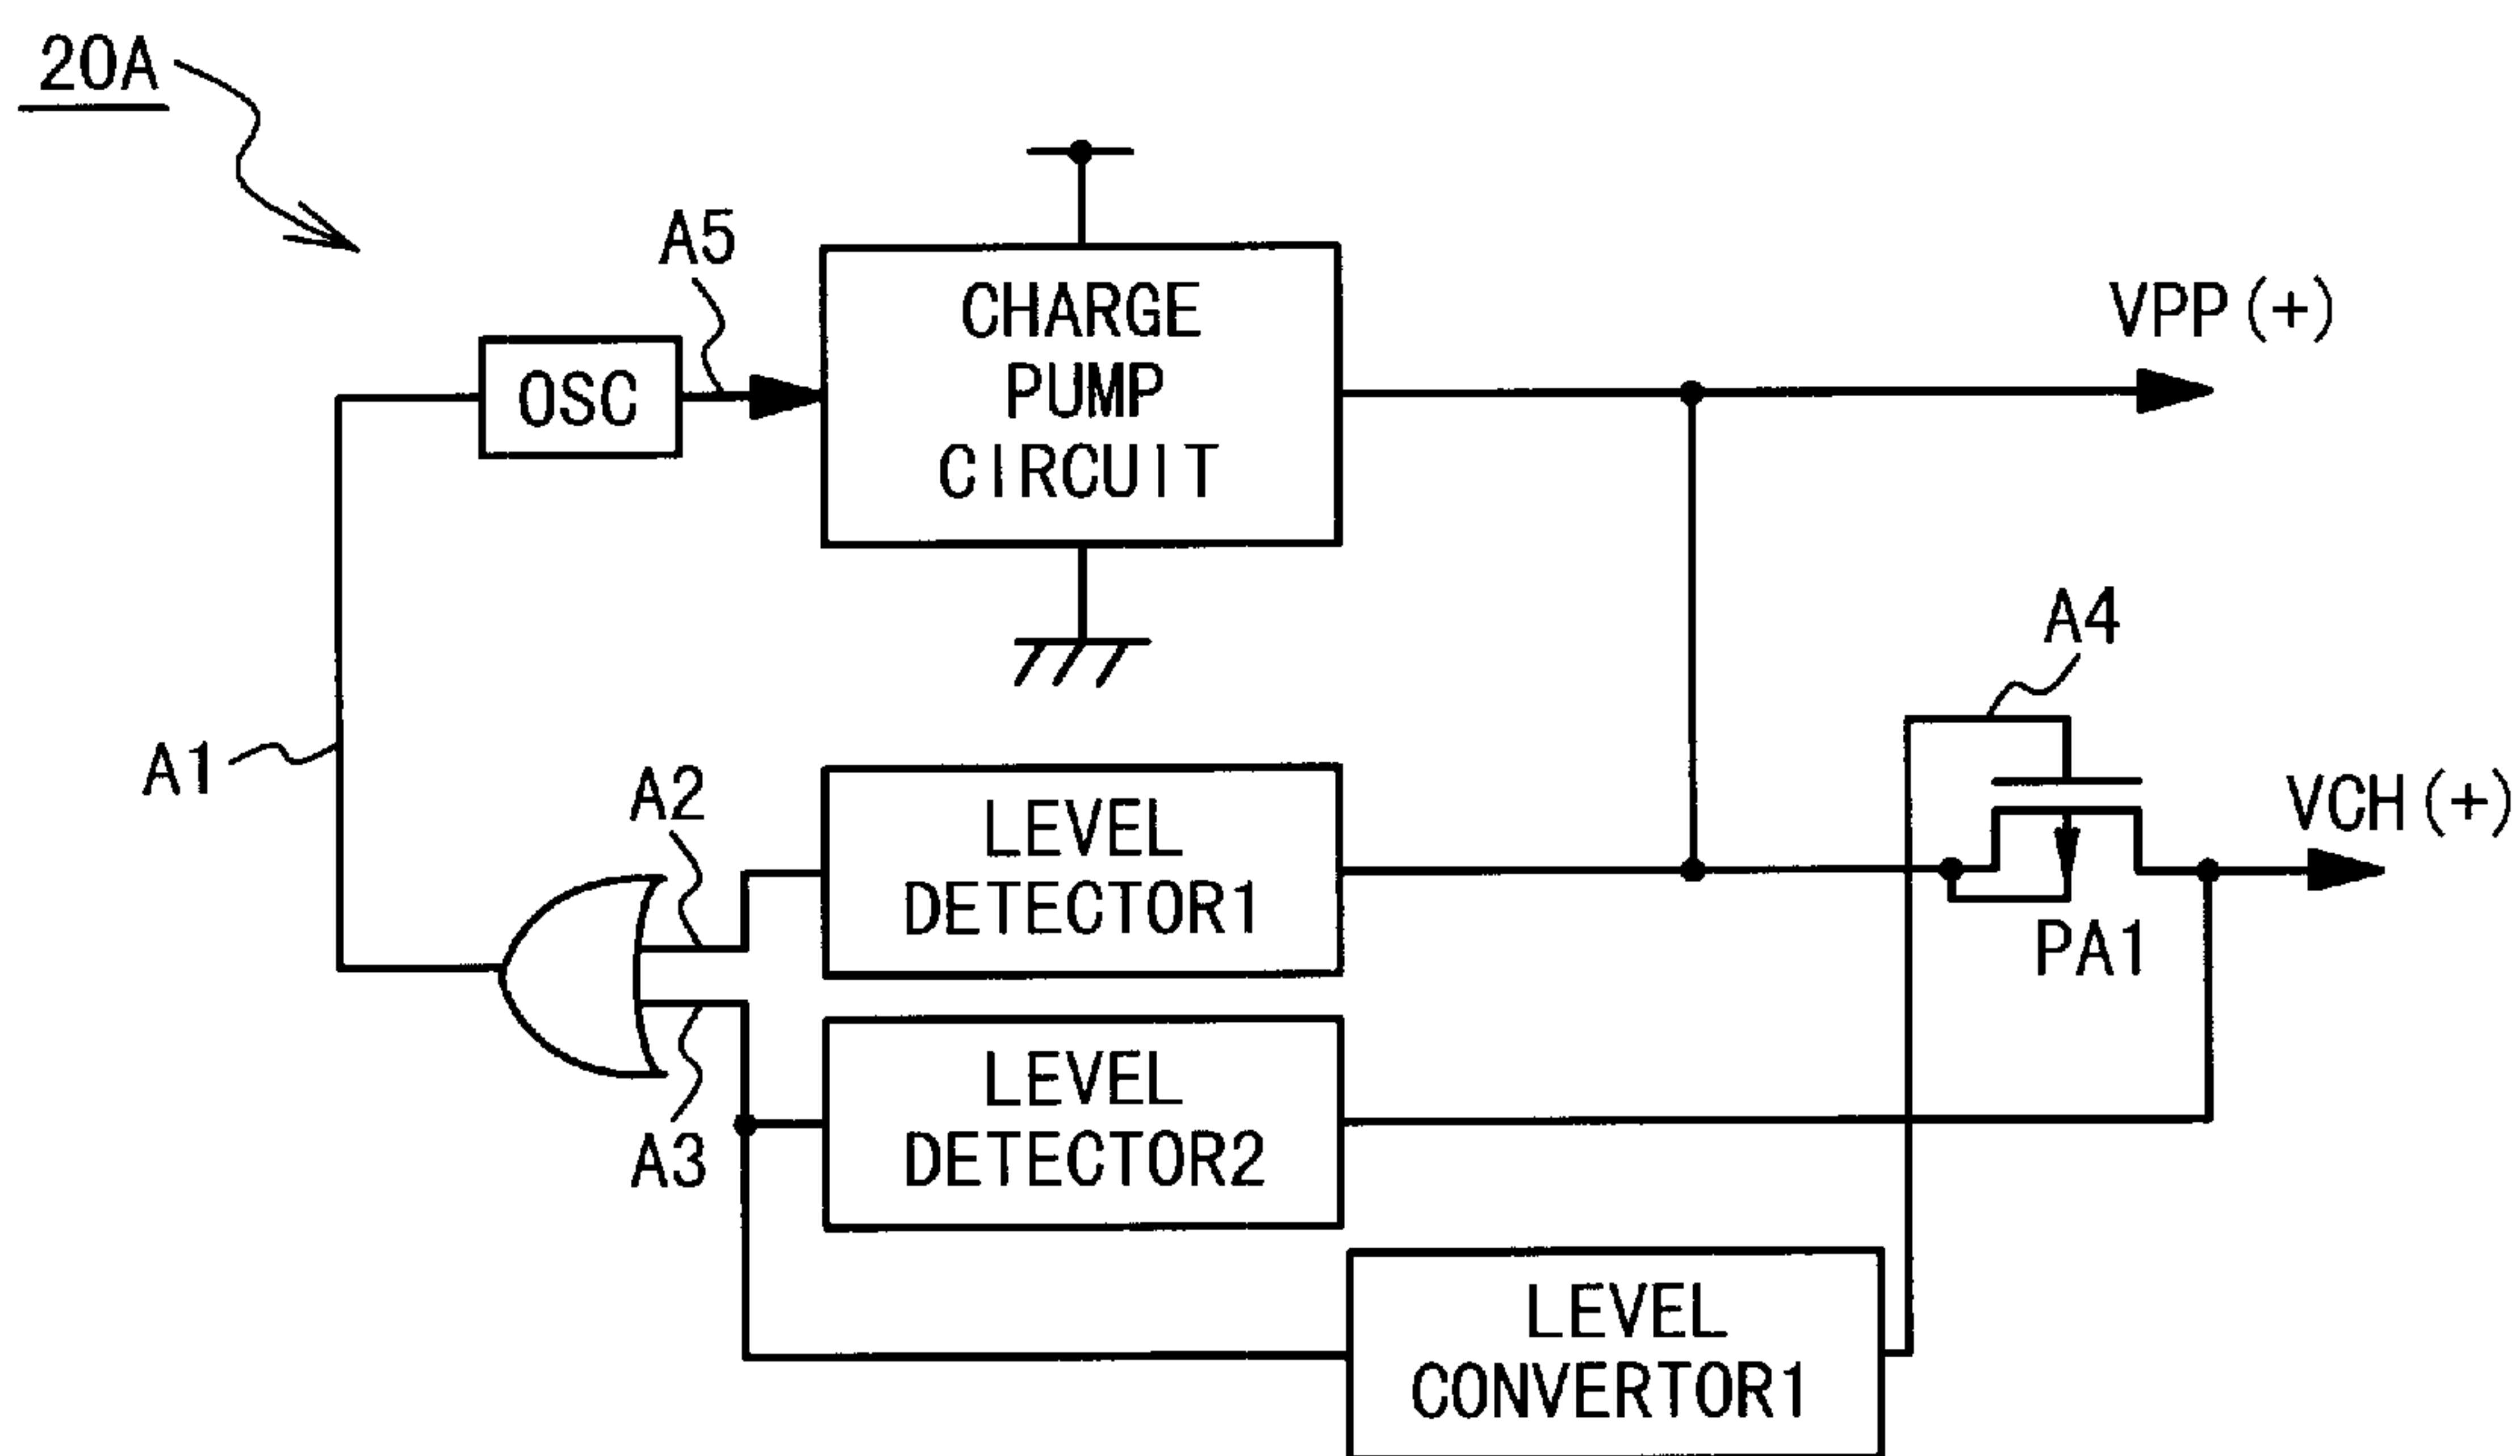 20A
A5
CHARGE
PUMP
CIRCUIT
OSC
VPP(+)
A4
A1
A2
LEVEL
DETECTOR1
VCH(+)
PA1
LEVEL
DETECTOR2
A3
LEVEL
CONVERTOR1